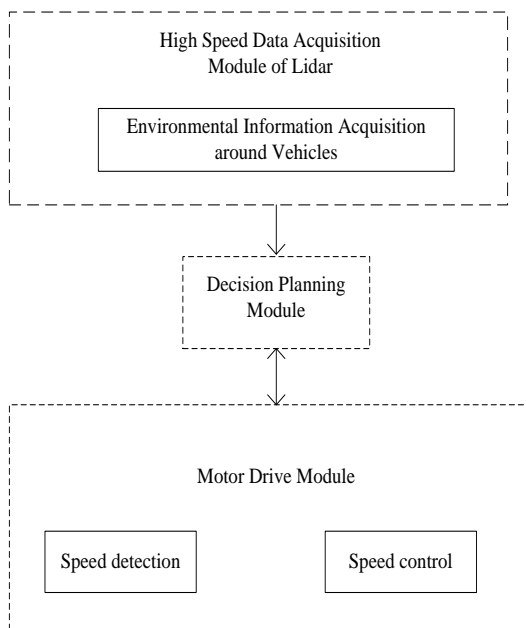 High Speed Data Acquisition
Module of Lidar
Environmental Information Acquisition
around Vehicles
Decision Planning
Module
Motor Drive Module
Speed detection
Speed control